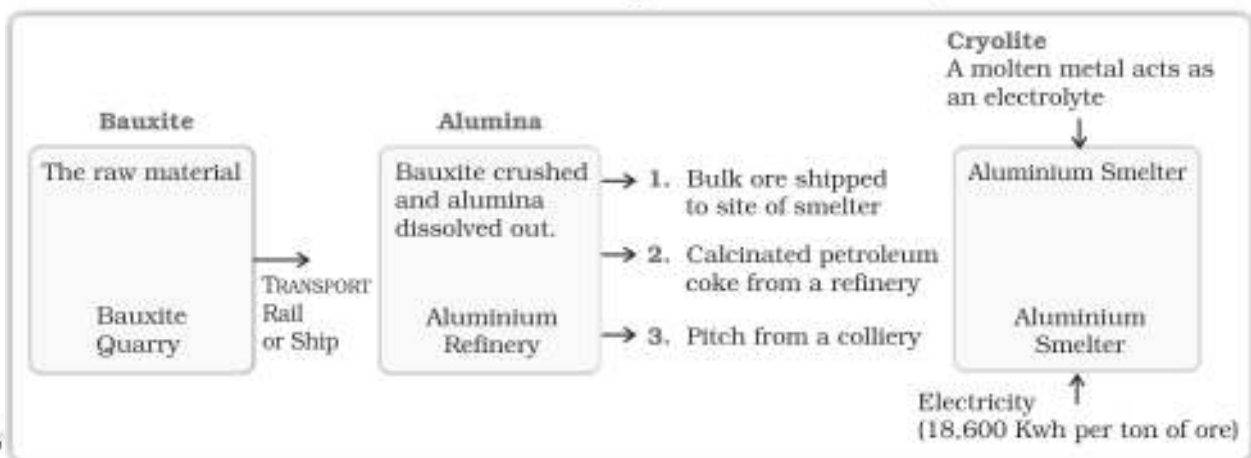 Bauxite
The raw material
Bauxite
Quarry
TRANSPORT
Rail
or Ship
Alumina
Bauxite crushed
and alumina
dissolved out.
Aluminium
Refinery
1. Bulk ore shipped
to site of smelter
2. Calcinated petroleum
coke from a refinery
3. Pitch from a colliery
Cryolite
A molten metal acts as
an electrolyte
Aluminium Smelter
Aluminium
Smelter
Electricity
(18,600 Kwh per ton of ore)